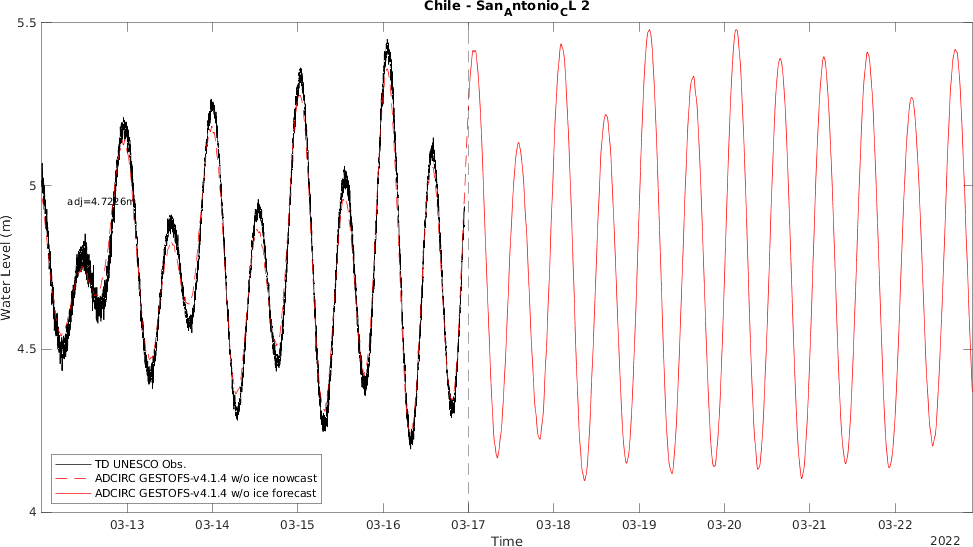 Chile - San_Antonio_CL 2
5.5
5
4.5
4
Water Level (m)
adj=4.7226m
TD UNESCO Obs.
ADCIRC GESTOFS-v4.1.4 w/o ice nowcast
ADCIRC GESTOFS-v4.1.4 w/o ice forecast
03-13 03-14 03-15 03-16 03-17 03-18 03-19 03-20 03-21 03-22
Time
2022